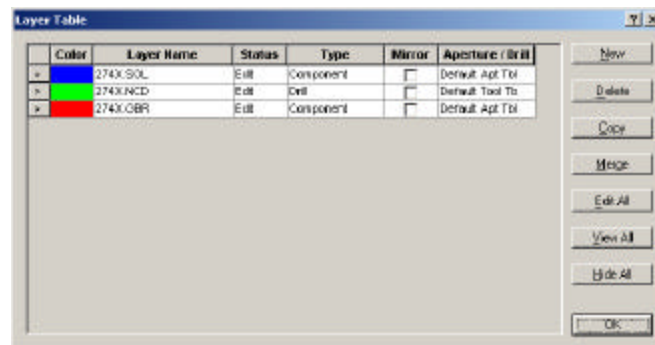 Layer Table
Color Layer Name Status Type Mirror Aperture / Drill
274X.SOL Edit Component Default Apt Tbl
274X.NCD Edit Drill Default Tool Tb
274X.GBR Edit Component Default Apt Tbl
New
Delete
Copy
Merge
Edit All
View All
Hide All
OK